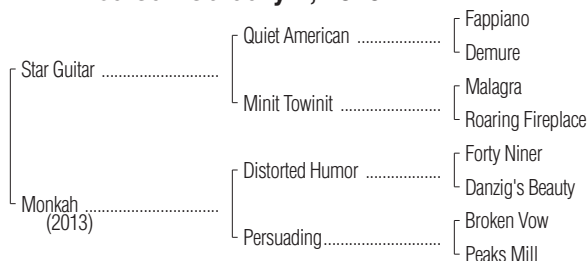 Fappiano
Quiet American
Demure
Star Guitar
Malagra
Minit Towinit
Roaring Fireplace
Forty Niner
Distorted Humor
Danzig's Beauty
Monkah
(2013)
Broken Vow
Persuading
Peaks Mill